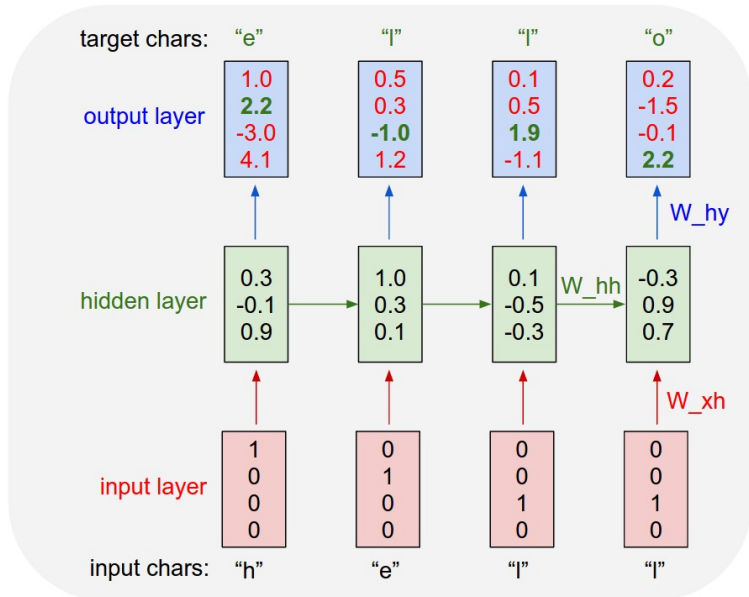 target chars: “e” “l” “l” “o”
1.0 0.5 0.1 0.2
2.2 0.3 0.5 -1.5
output layer
-3.0 -1.0 1.9 -0.1
4.1 1.2 -1.1 2.2
W_hy
0.3 1.0 0.1 W_hh -0.3
hidden layer -0.1 0.3 -0.5 0.9
0.9 0.1 -0.3 0.7
W_xh
1 0 0 0
0 1 0 0
input layer
0 0 1 1
0 0 0 0
input chars: “h” “e” “l” “l”